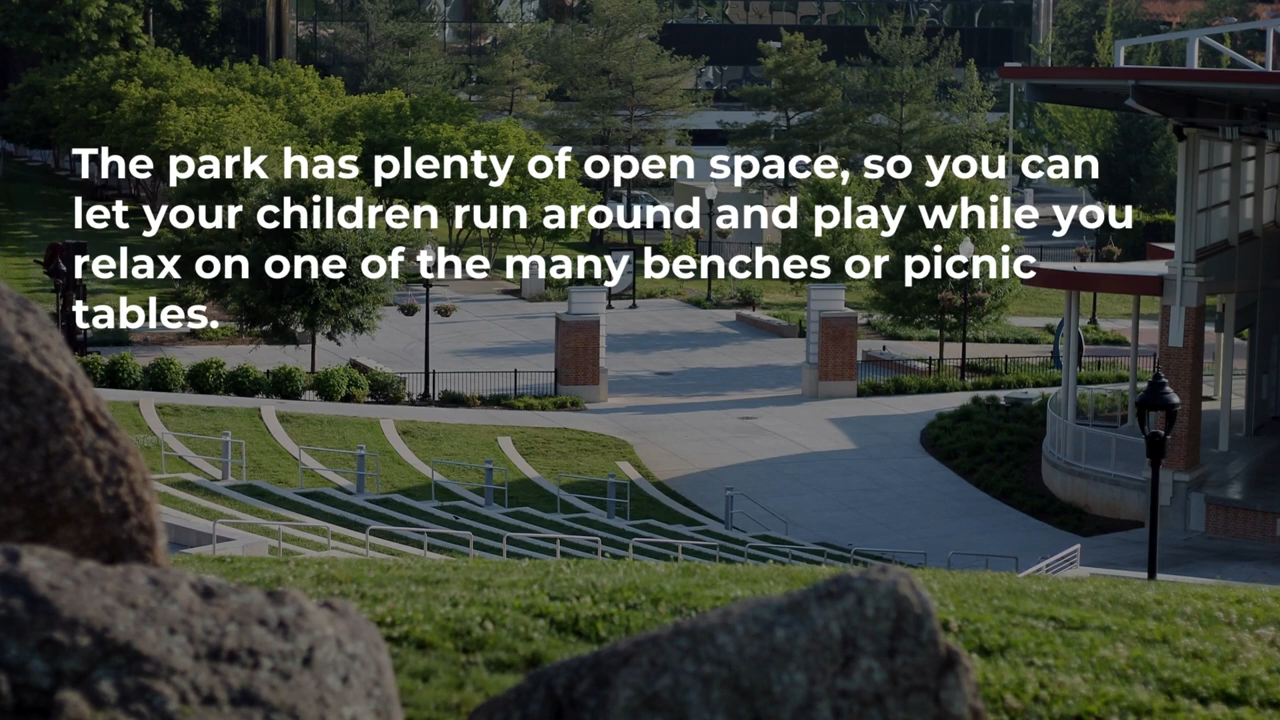 The park has plenty of open space, so you can
let your children run around and play while you
relax on one of the many benches or picnic
tables.